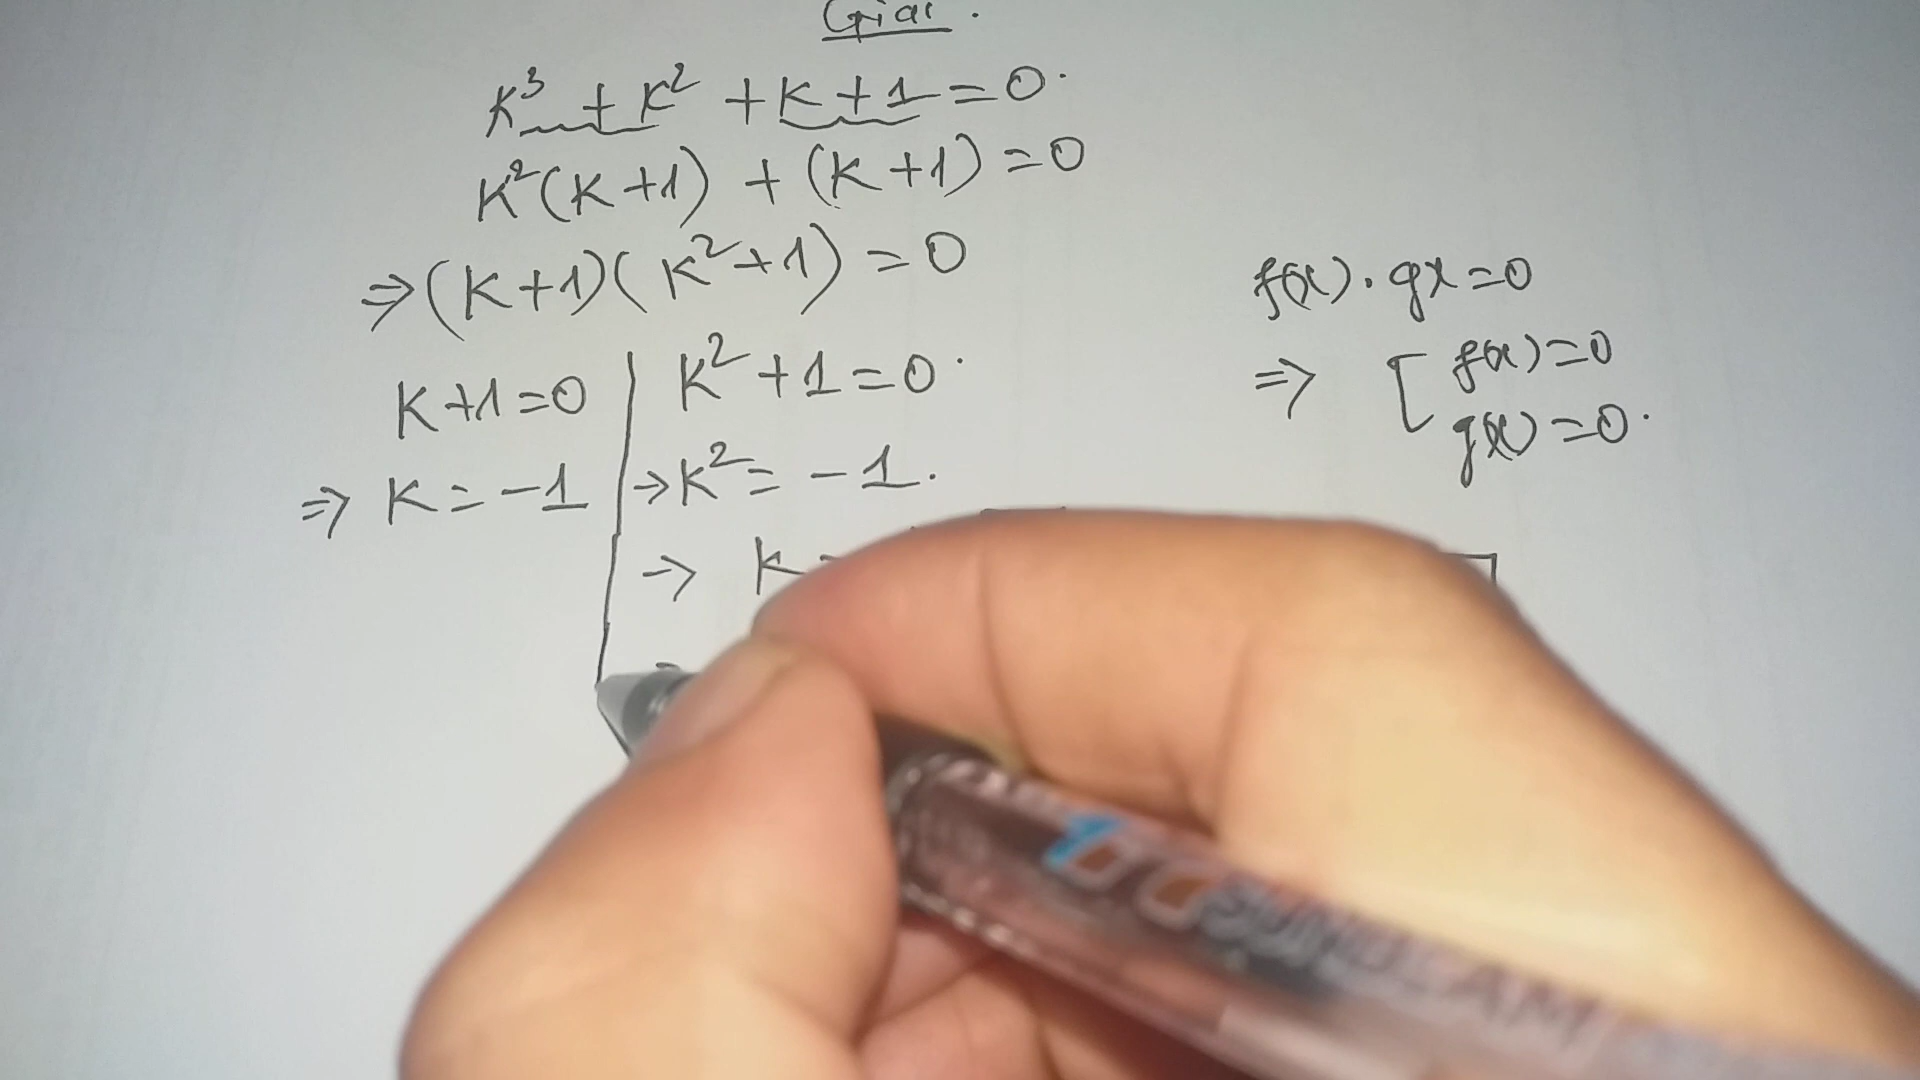 Giải.
K³ + K² + K + 1 = 0.
K²(K+1) + (K+1) = 0
⇒ (K+1)(K²+1) = 0
K+1=0 | K²+1=0.
⇒ K = -1 | → K² = -1.
→ K
f(x). gx = 0
⇒ [ f(x)=0
g(x)=0.
SUNBEAM